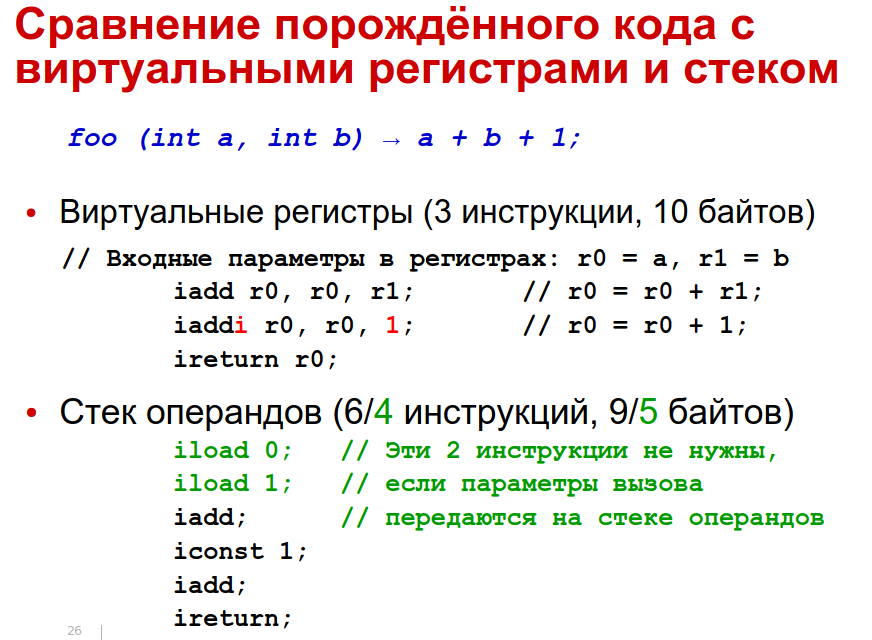 Сравнение порождённого кода с
виртуальными регистрами и стеком
foo (int a, int b) → a + b + 1;
• Виртуальные регистры (3 инструкции, 10 байтов)
// Входные параметры в регистрах: r0 = a, r1 = b
iadd r0, r0, r1; // r0 = r0 + r1;
iaddi r0, r0, 1; // r0 = r0 + 1;
ireturn r0;
• Стек операндов (6/4 инструкций, 9/5 байтов)
iload 0; // Эти 2 инструкции не нужны,
iload 1; // если параметры вызова
iadd; // передаются на стеке операндов
iconst 1;
iadd;
ireturn;
26